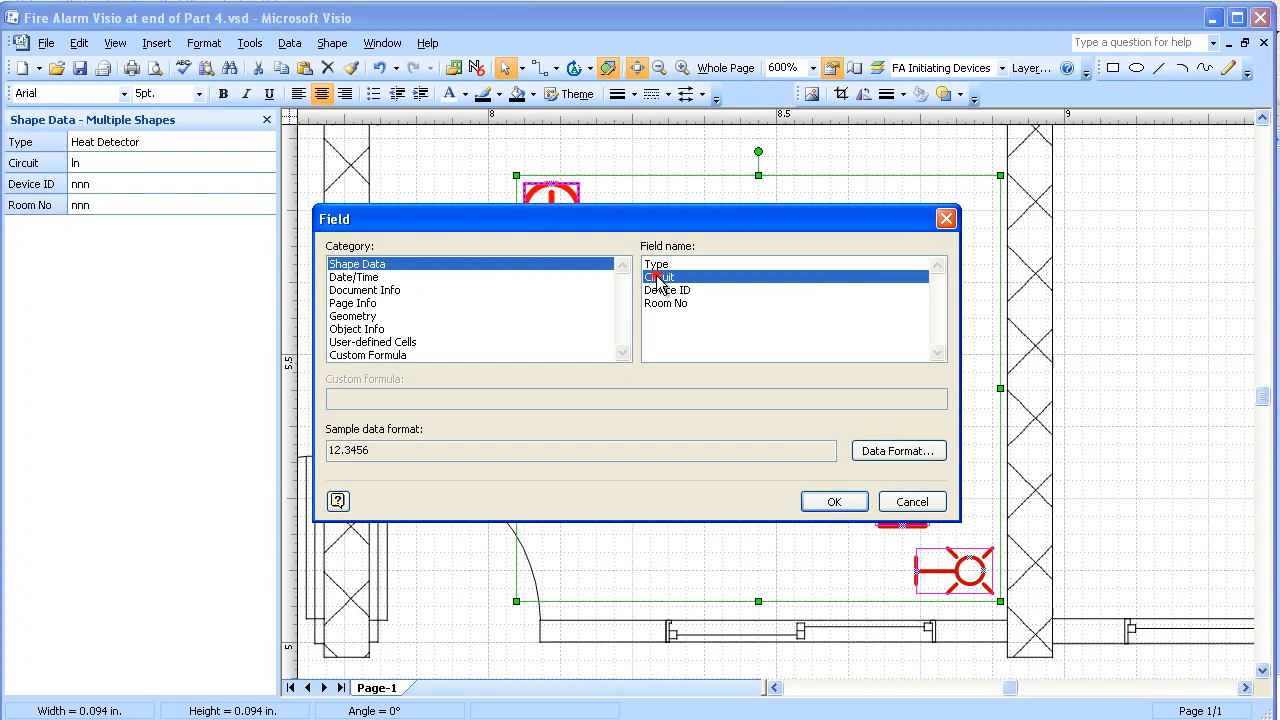 Fire Alarm Visio at end of Part 4.vsd - Microsoft Visio
File Edit View Insert Format Tools Data Shape Window Help
Type a question for help
Whole Page 600% FA Initiating Devices Layer...
Arial 5pt. B I U A Theme
Shape Data - Multiple Shapes
Type Heat Detector
Circuit In
Device ID nnn
Room No nnn
8 8.5 9
5.5
5
Field
Category:
Shape Data
Date/Time
Document Info
Page Info
Geometry
Object Info
User-defined Cells
Custom Formula
Field name:
Type
Circuit
Device ID
Room No
Custom formula:
Sample data format:
12.3456
Data Format...
OK Cancel
Page-1
Width = 0.094 in. Height = 0.094 in. Angle = 0° Page 1/1